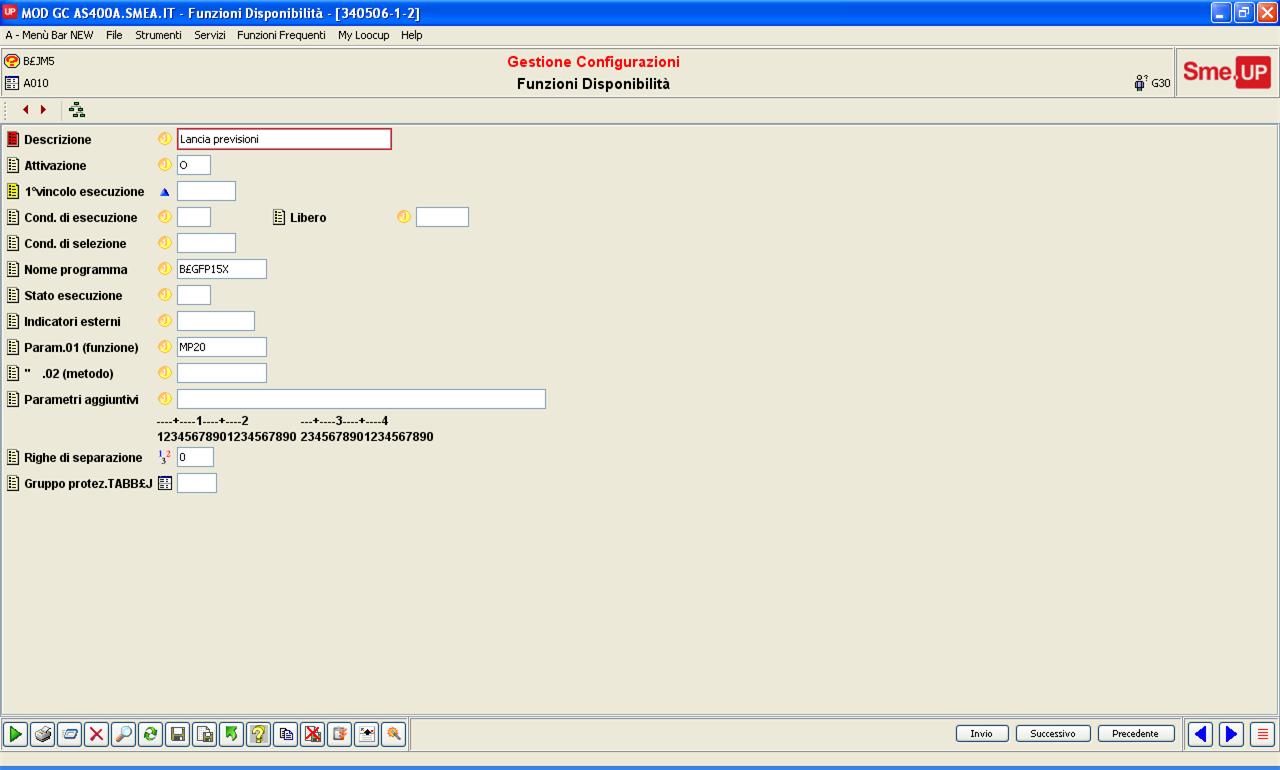 UP MOD GC AS400A.SMEA.IT - Funzioni Disponibilità - [340506-1-2]
A - Menù Bar NEW File Strumenti Servizi Funzioni Frequenti My Loocup Help
B£JM5 Gestione Configurazioni
A010 Funzioni Disponibilità G30 Sme.UP
Descrizione Lancia previsioni
Attivazione O
1°vincolo esecuzione
Cond. di esecuzione Libero
Cond. di selezione
Nome programma B£GFP15X
Stato esecuzione
Indicatori esterni
Param.01 (funzione) MP20
" .02 (metodo)
Parametri aggiuntivi
----+----1----+----2 ---+----3----+----4
12345678901234567890 2345678901234567890
Righe di separazione 0
Gruppo protez.TABB£J
Invio Successivo Precedente